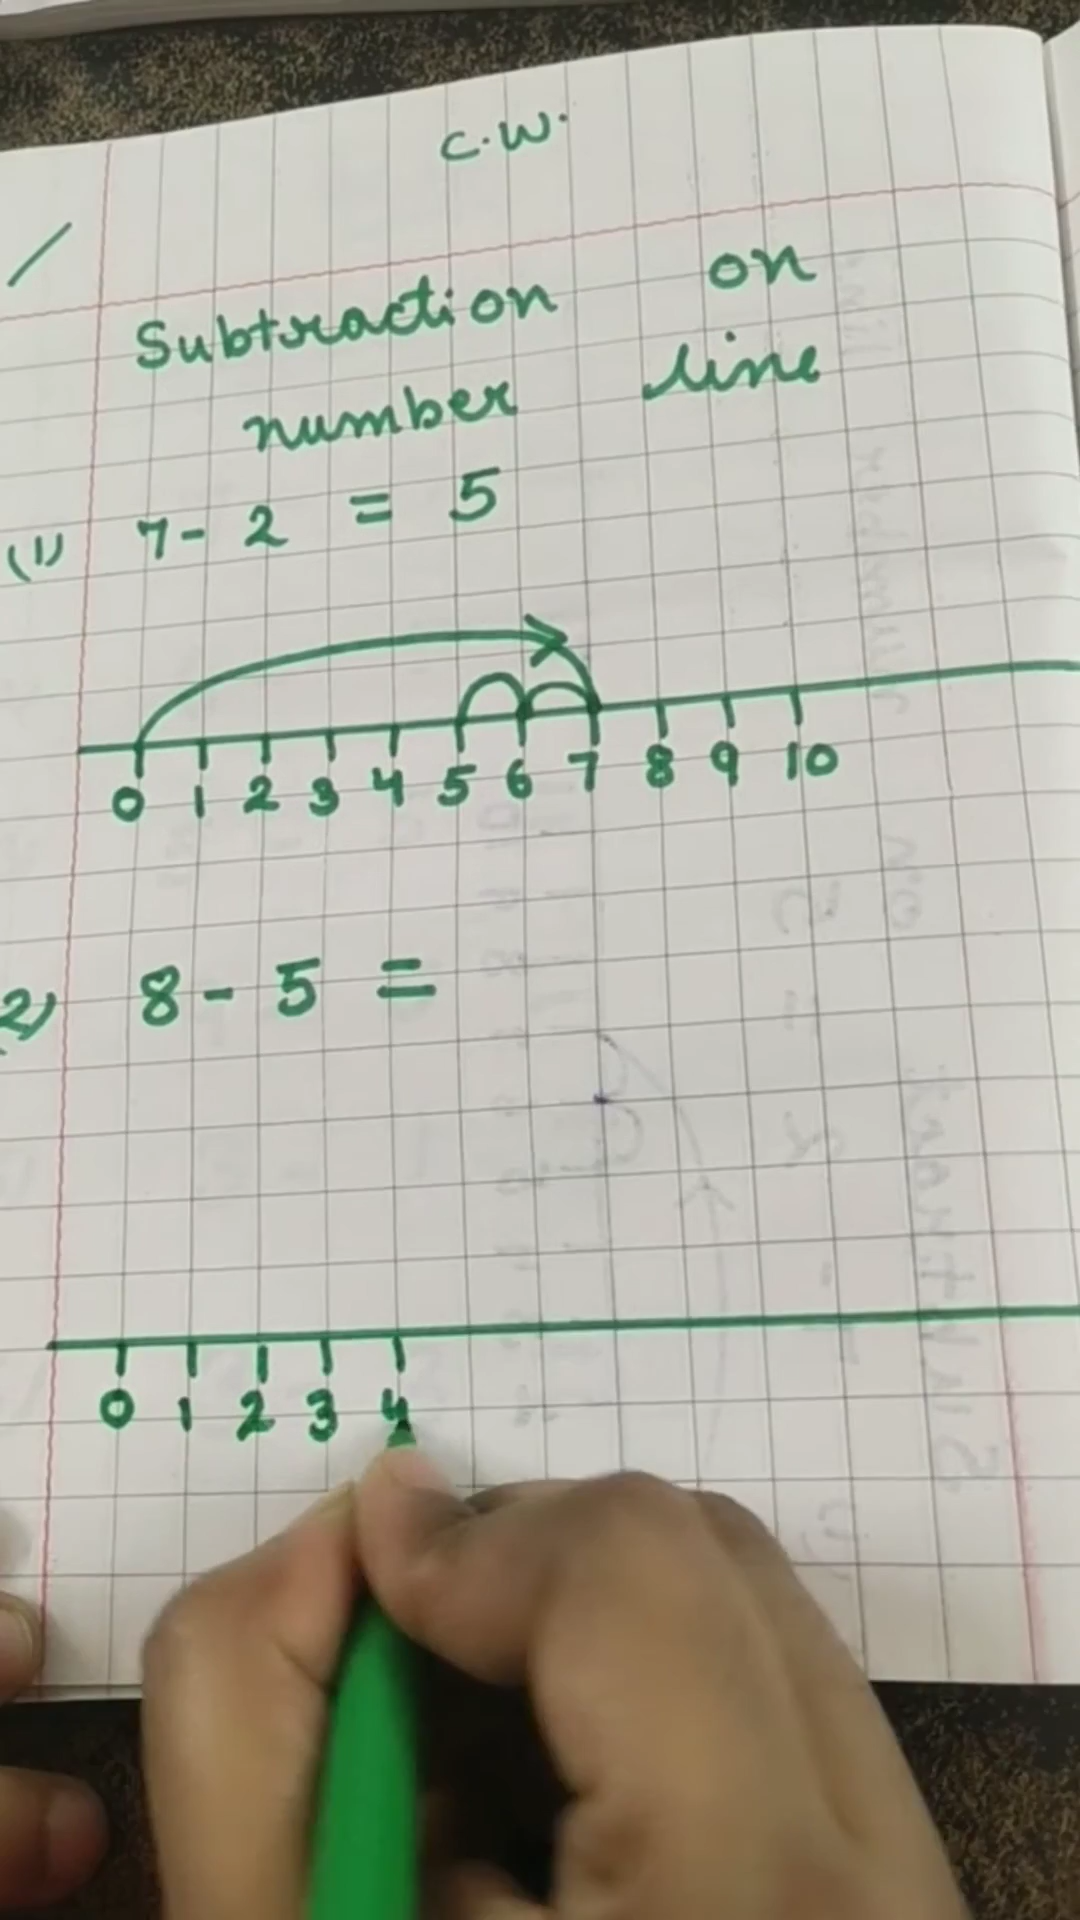 C.W.
Subtraction on
number line
(1) 7 - 2 = 5
0 1 2 3 4 5 6 7 8 9 10
2) 8 - 5 =
0 1 2 3 4